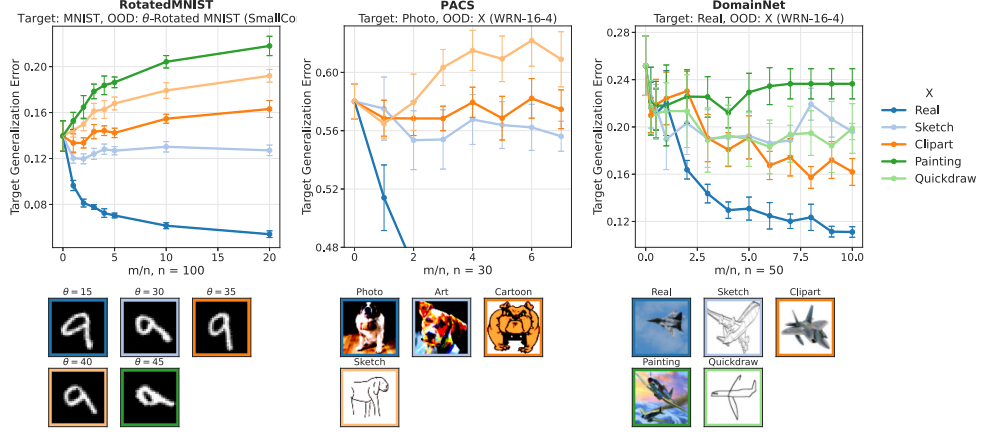 RotatedMNIST
Target: MNIST, OOD: θ-Rotated MNIST (SmallCo
Target Generalization Error
0.20
0.16
0.12
0.08
0
5
10
15
20
m/n, n = 100
PACS
Target: Photo, OOD: X (WRN-16-4)
Target Generalization Error
0.60
0.56
0.52
0.48
0
2
4
6
m/n, n = 30
DomainNet
Target: Real, OOD: X (WRN-16-4)
Target Generalization Error
0.28
0.24
0.20
0.16
0.12
0.0
2.5
5.0
7.5
10.0
m/n, n = 50
X
Real
Sketch
Clipart
Painting
Quickdraw
θ = 15
θ = 30
θ = 35
θ = 40
θ = 45
Photo
Art
Cartoon
Sketch
Real
Sketch
Clipart
Painting
Quickdraw